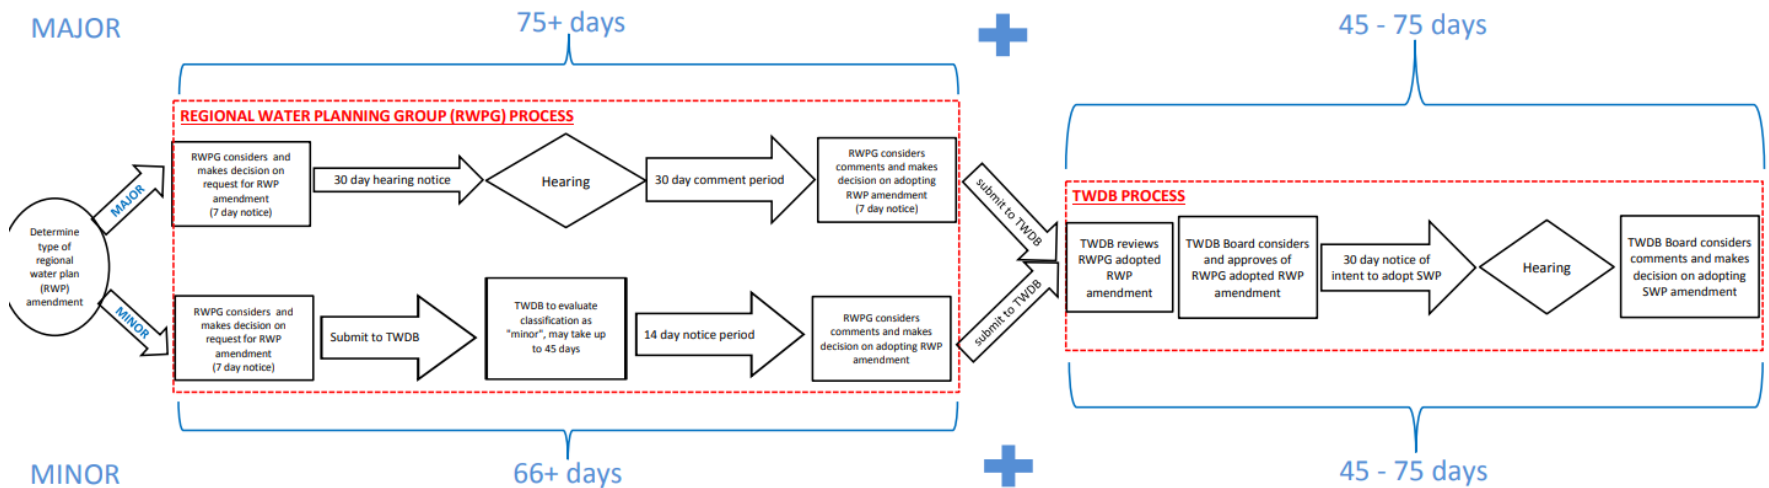 MAJOR
75+ days
45 - 75 days
REGIONAL WATER PLANNING GROUP (RWPG) PROCESS
Determine
type of
regional
water plan
(RWP)
amendment
MAJOR
RWPG considers and
makes decision on
request for RWP
amendment
(7 day notice)
30 day hearing notice
Hearing
30 day comment period
RWPG considers
comments and makes
decision on adopting
RWP amendment
(7 day notice)
submit to TWDB
MINOR
RWPG considers and
makes decision on
request for RWP
amendment
(7 day notice)
Submit to TWDB
TWDB to evaluate
classification as
"minor", may take up
to 45 days
14 day notice period
RWPG considers
comments and makes
decision on adopting RWP
amendment
submit to TWDB
TWDB PROCESS
TWDB reviews
RWPG adopted
RWP
amendment
TWDB Board considers
and approves of
RWPG adopted RWP
amendment
30 day notice of
intent to adopt SWP
Hearing
TWDB Board considers
comments and makes
decision on adopting
SWP amendment
MINOR
66+ days
45 - 75 days